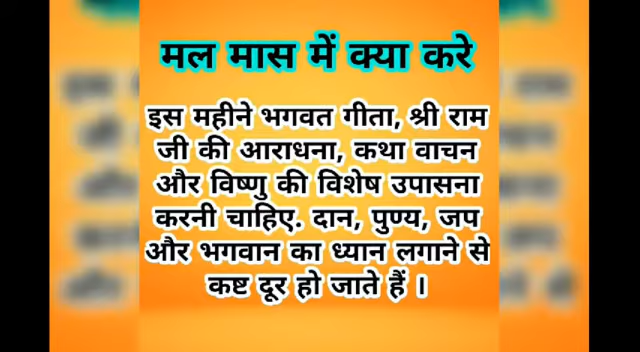 मल मास में क्या करे
इस महीने भगवत गीता, श्री राम
जी की आराधना, कथा वाचन
और विष्णु की विशेष उपासना
करनी चाहिए. दान, पुण्य, जप
और भगवान का ध्यान लगाने से
कष्ट दूर हो जाते हैं ।